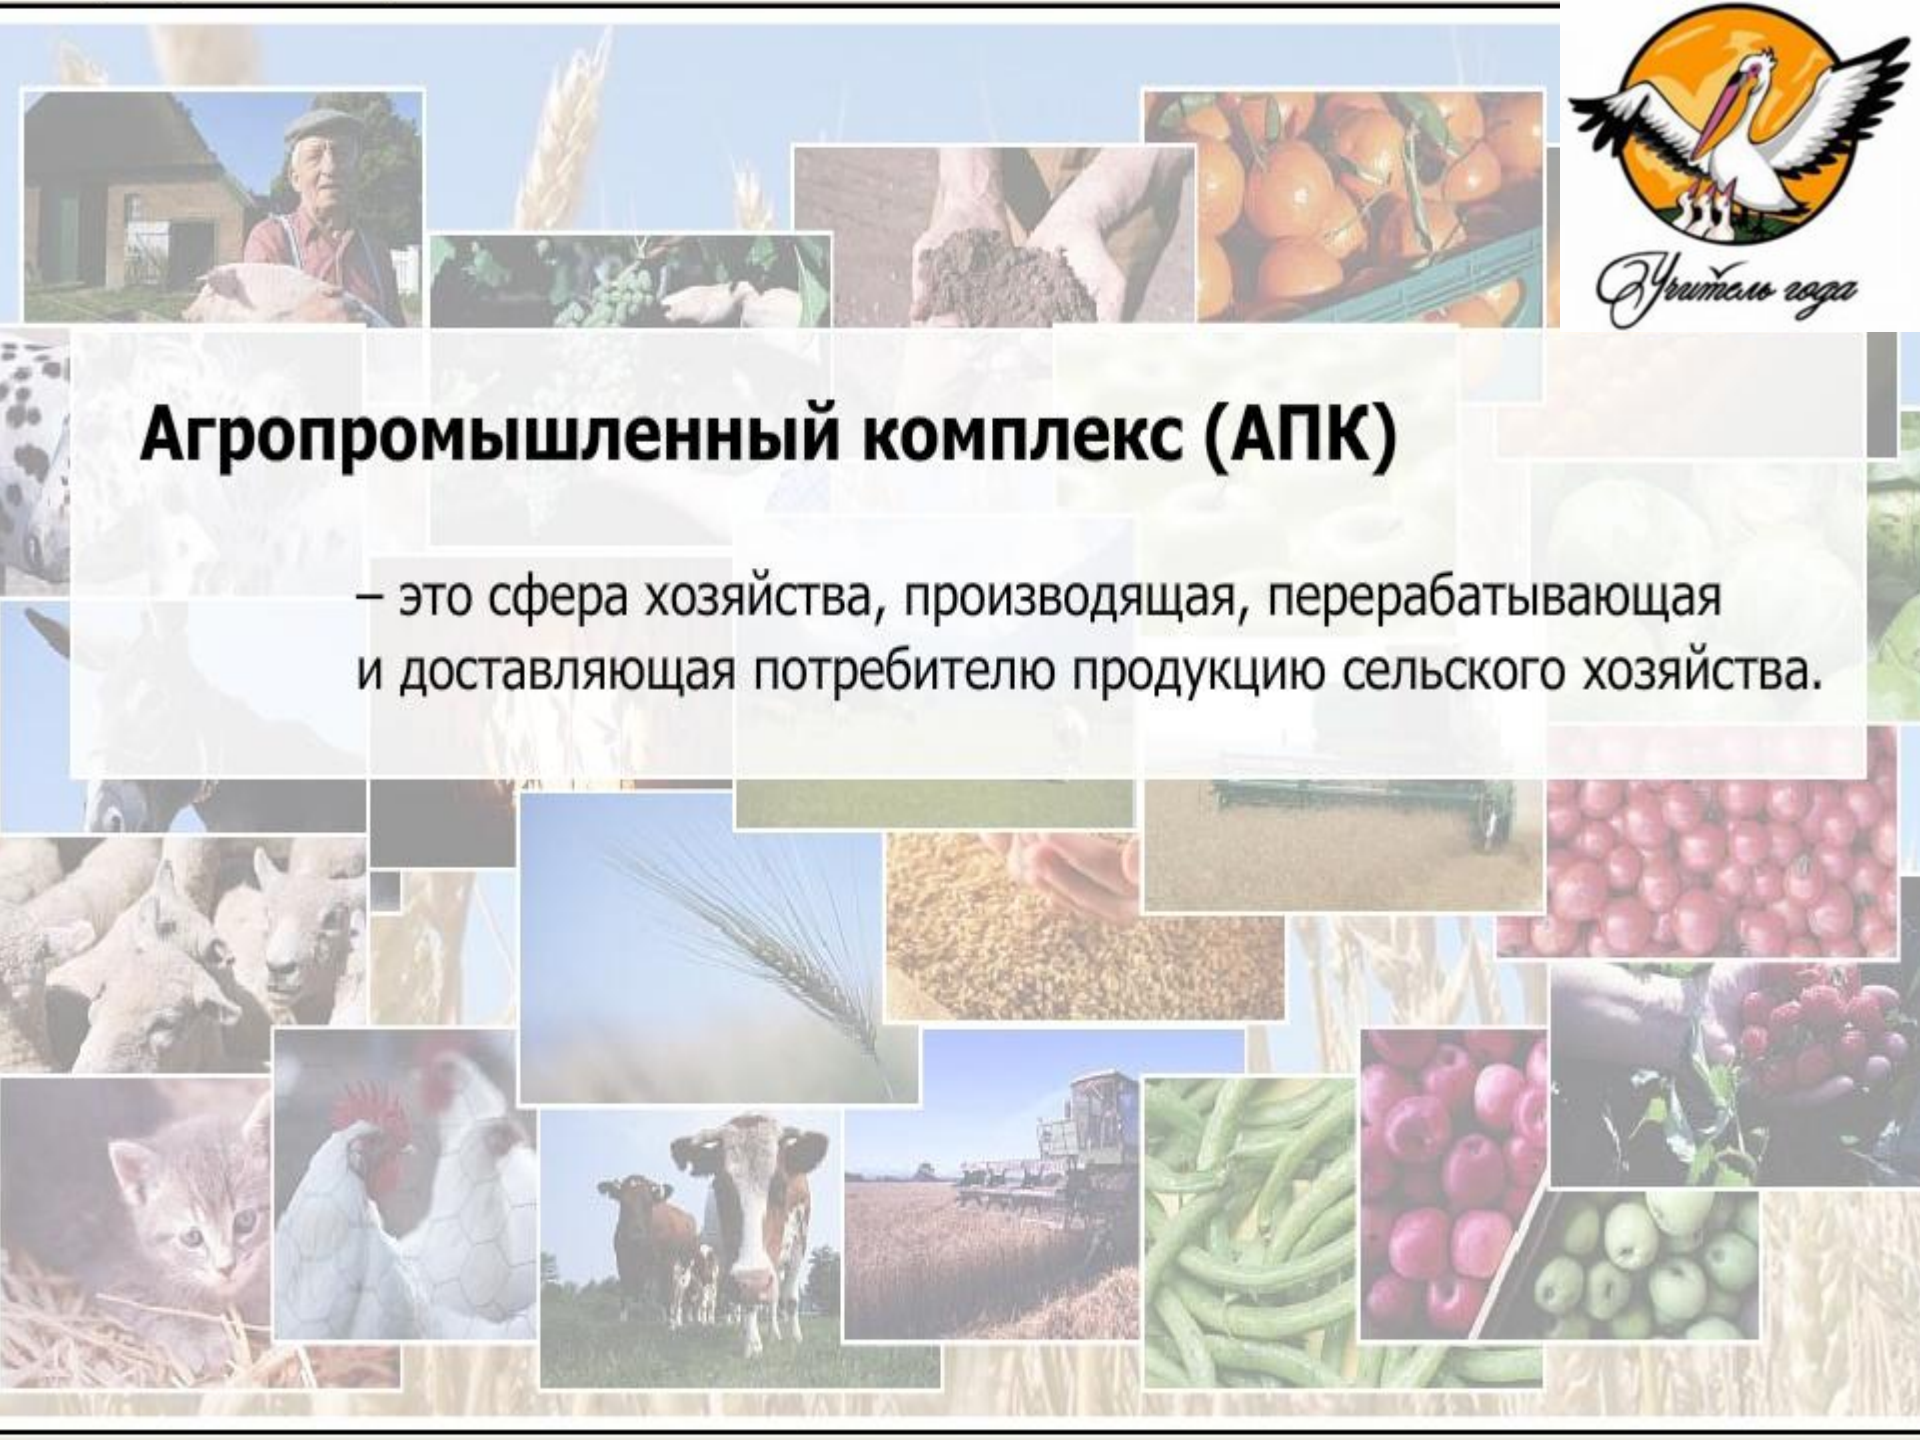 Учитель года
Агропромышленный комплекс (АПК)
– это сфера хозяйства, производящая, перерабатывающая
и доставляющая потребителю продукцию сельского хозяйства.